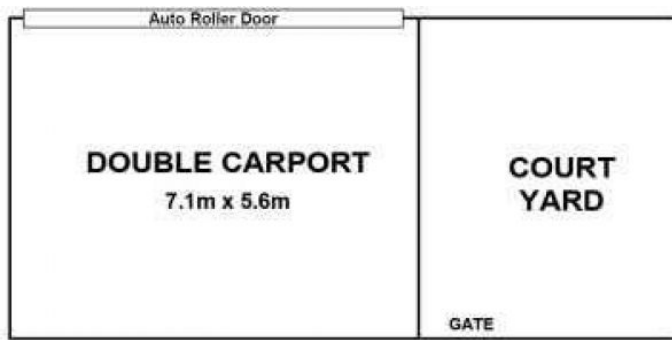 Auto Roller Door
DOUBLE CARPORT
7.1m x 5.6m
COURT
YARD
GATE